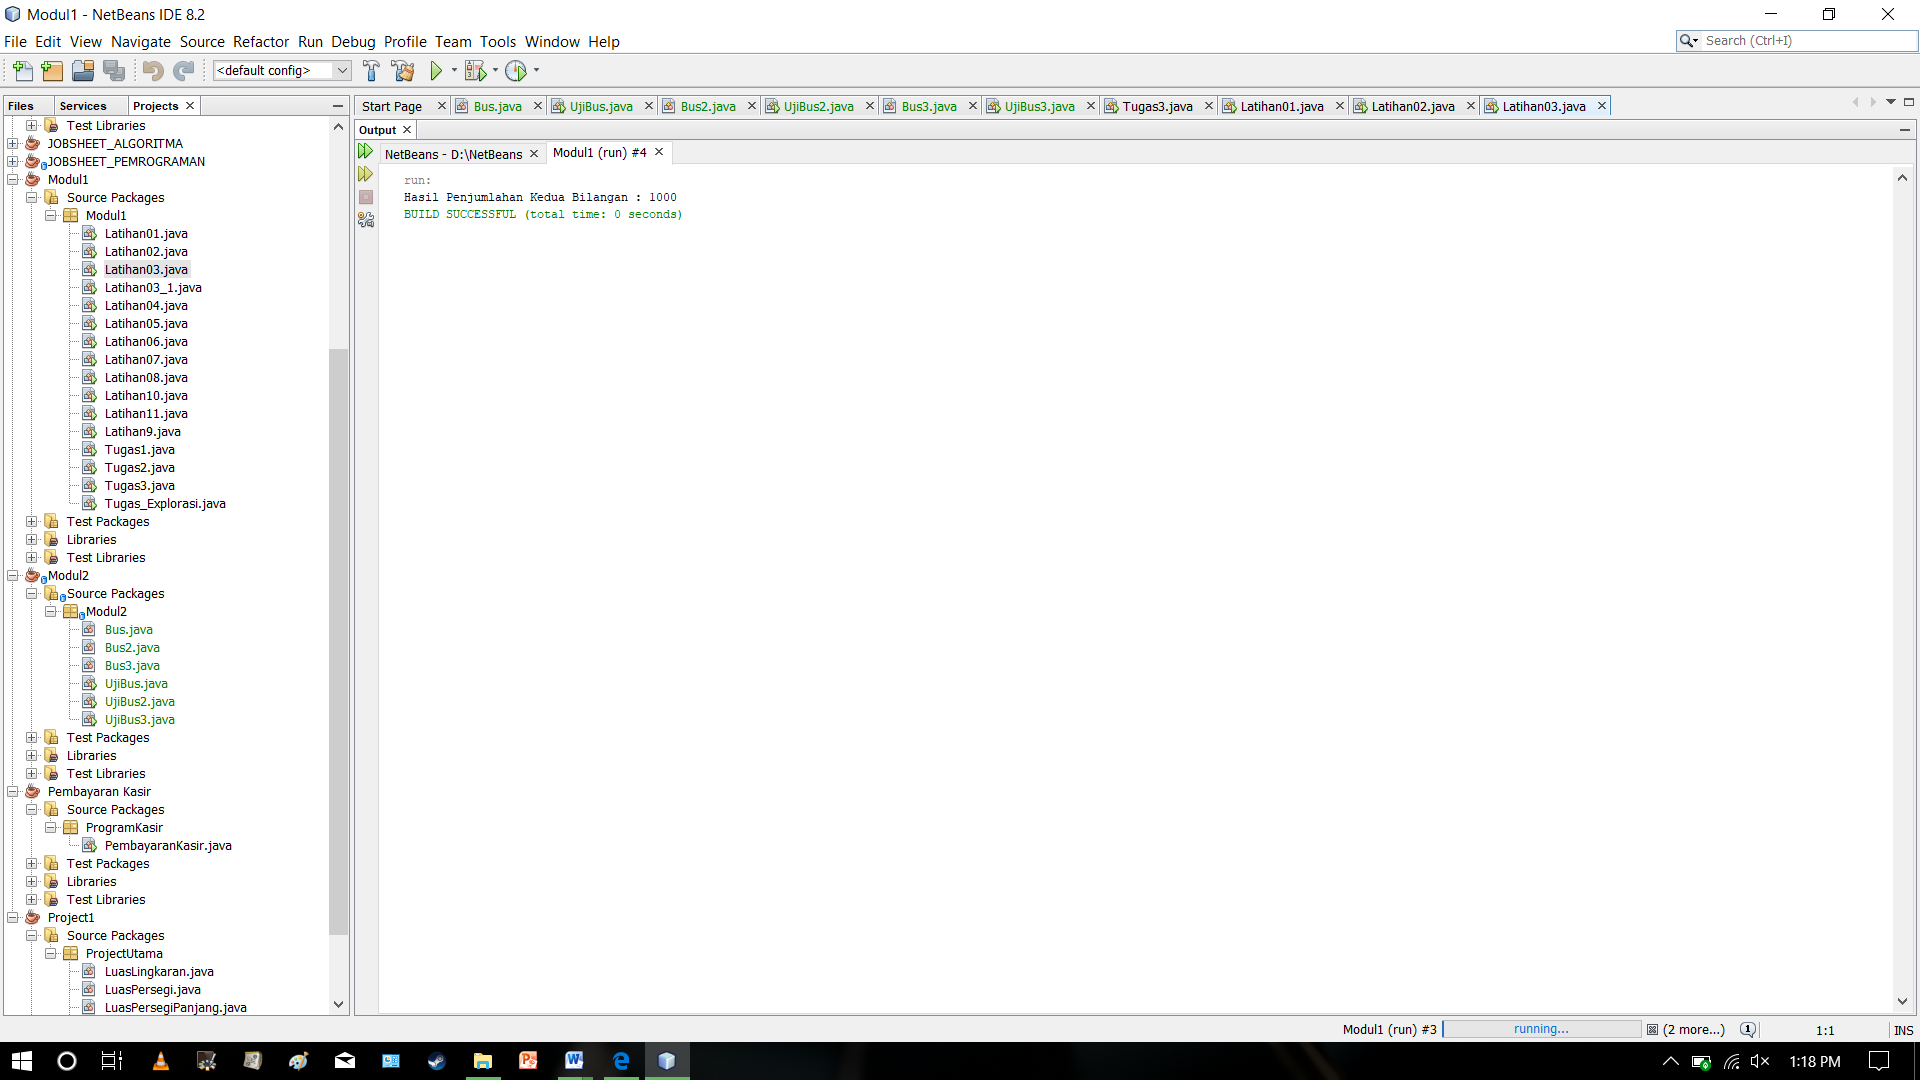 Modul1 - NetBeans IDE 8.2
File Edit View Navigate Source Refactor Run Debug Profile Team Tools Window Help
Search (Ctrl+I)
<default config>
Files Services Projects
Start Page Bus.java UjiBus.java Bus2.java UjiBus2.java Bus3.java UjiBus3.java Tugas3.java Latihan01.java Latihan02.java Latihan03.java
Test Libraries
JOBSHEET_ALGORITMA
JOBSHEET_PEMROGRAMAN
Modul1
Source Packages
Modul1
Latihan01.java
Latihan02.java
Latihan03.java
Latihan03_1.java
Latihan04.java
Latihan05.java
Latihan06.java
Latihan07.java
Latihan08.java
Latihan10.java
Latihan11.java
Latihan9.java
Tugas1.java
Tugas2.java
Tugas3.java
Tugas_Explorasi.java
Test Packages
Libraries
Test Libraries
Modul2
Source Packages
Modul2
Bus.java
Bus2.java
Bus3.java
UjiBus.java
UjiBus2.java
UjiBus3.java
Test Packages
Libraries
Test Libraries
Pembayaran Kasir
Source Packages
ProgramKasir
PembayaranKasir.java
Test Packages
Libraries
Test Libraries
Project1
Source Packages
ProjectUtama
LuasLingkaran.java
LuasPersegi.java
LuasPersegiPanjang.java
Output
NetBeans - D:\NetBeans Modul1 (run) #4
run:
Hasil Penjumlahan Kedua Bilangan : 1000
BUILD SUCCESSFUL (total time: 0 seconds)
Modul1 (run) #3 running... (2 more...) 1:1 INS
1:18 PM